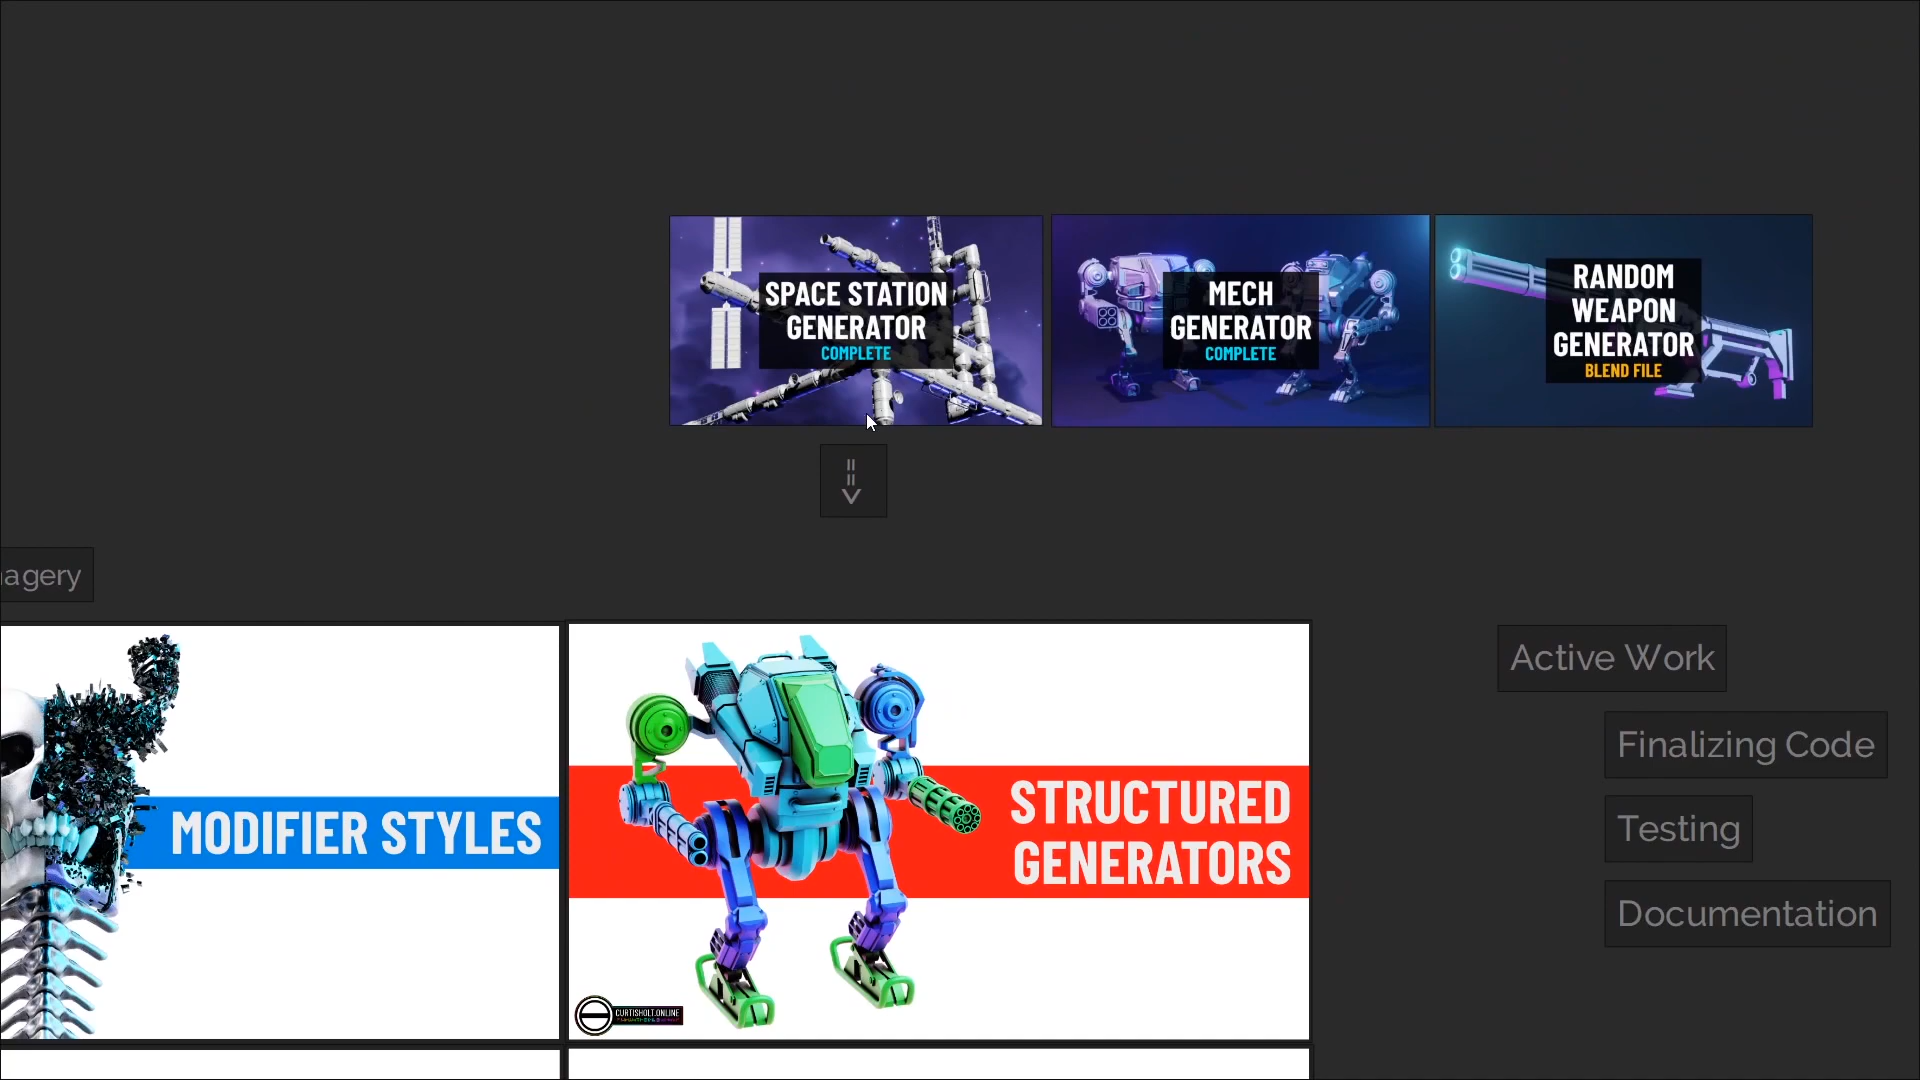 SPACE STATION
GENERATOR
COMPLETE
MECH
GENERATOR
COMPLETE
RANDOM
WEAPON
GENERATOR
BLEND FILE
agery
MODIFIER STYLES
STRUCTURED
GENERATORS
CURTISHOLT.ONLINE
Active Work
Finalizing Code
Testing
Documentation